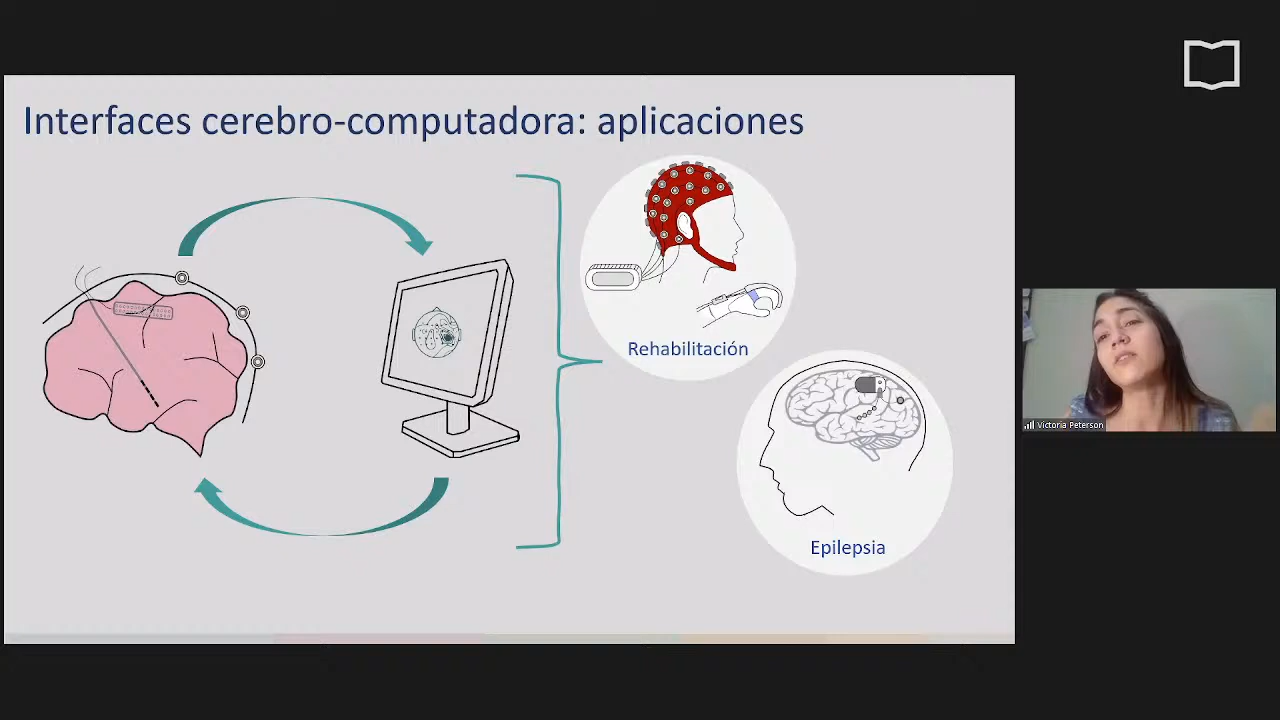 Interfaces cerebro-computadora: aplicaciones
Rehabilitación
Epilepsia
Victoria Peterson